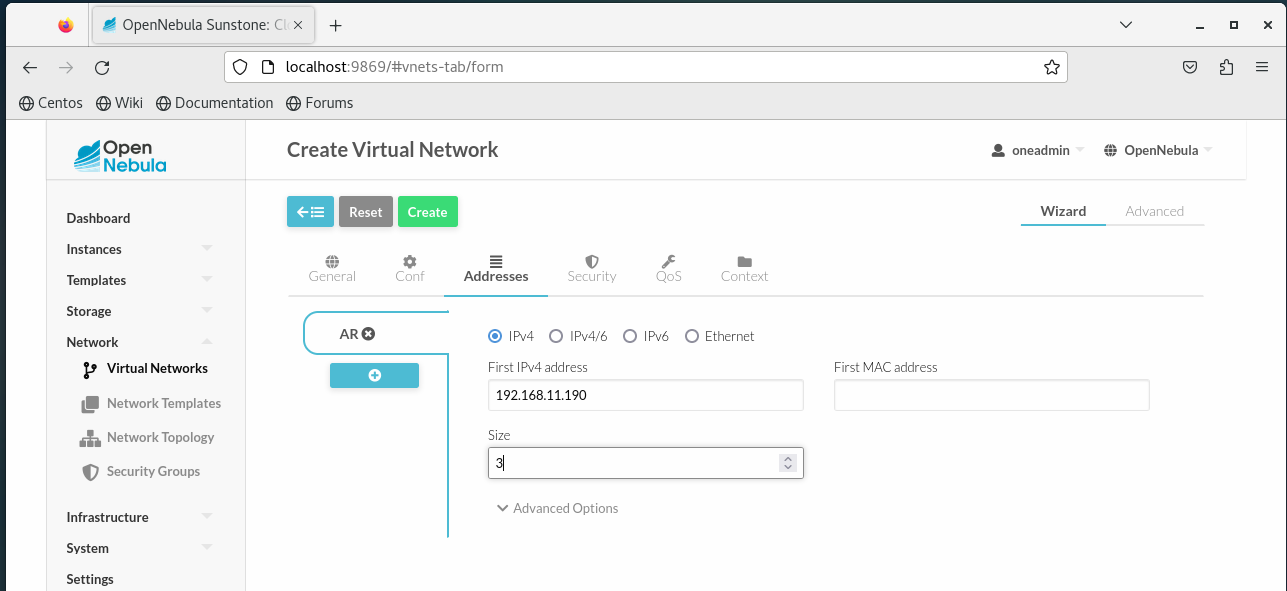 OpenNebula Sunstone: Cl
localhost:9869/#vnets-tab/form
Centos Wiki Documentation Forums
Open
Nebula
Create Virtual Network
oneadmin OpenNebula
Reset Create
Wizard Advanced
Dashboard
Instances
Templates
Storage
Network
Virtual Networks
Network Templates
Network Topology
Security Groups
Infrastructure
System
Settings
General Conf Addresses Security QoS Context
AR
IPv4 IPv4/6 IPv6 Ethernet
First IPv4 address First MAC address
192.168.11.190
Size
3
Advanced Options